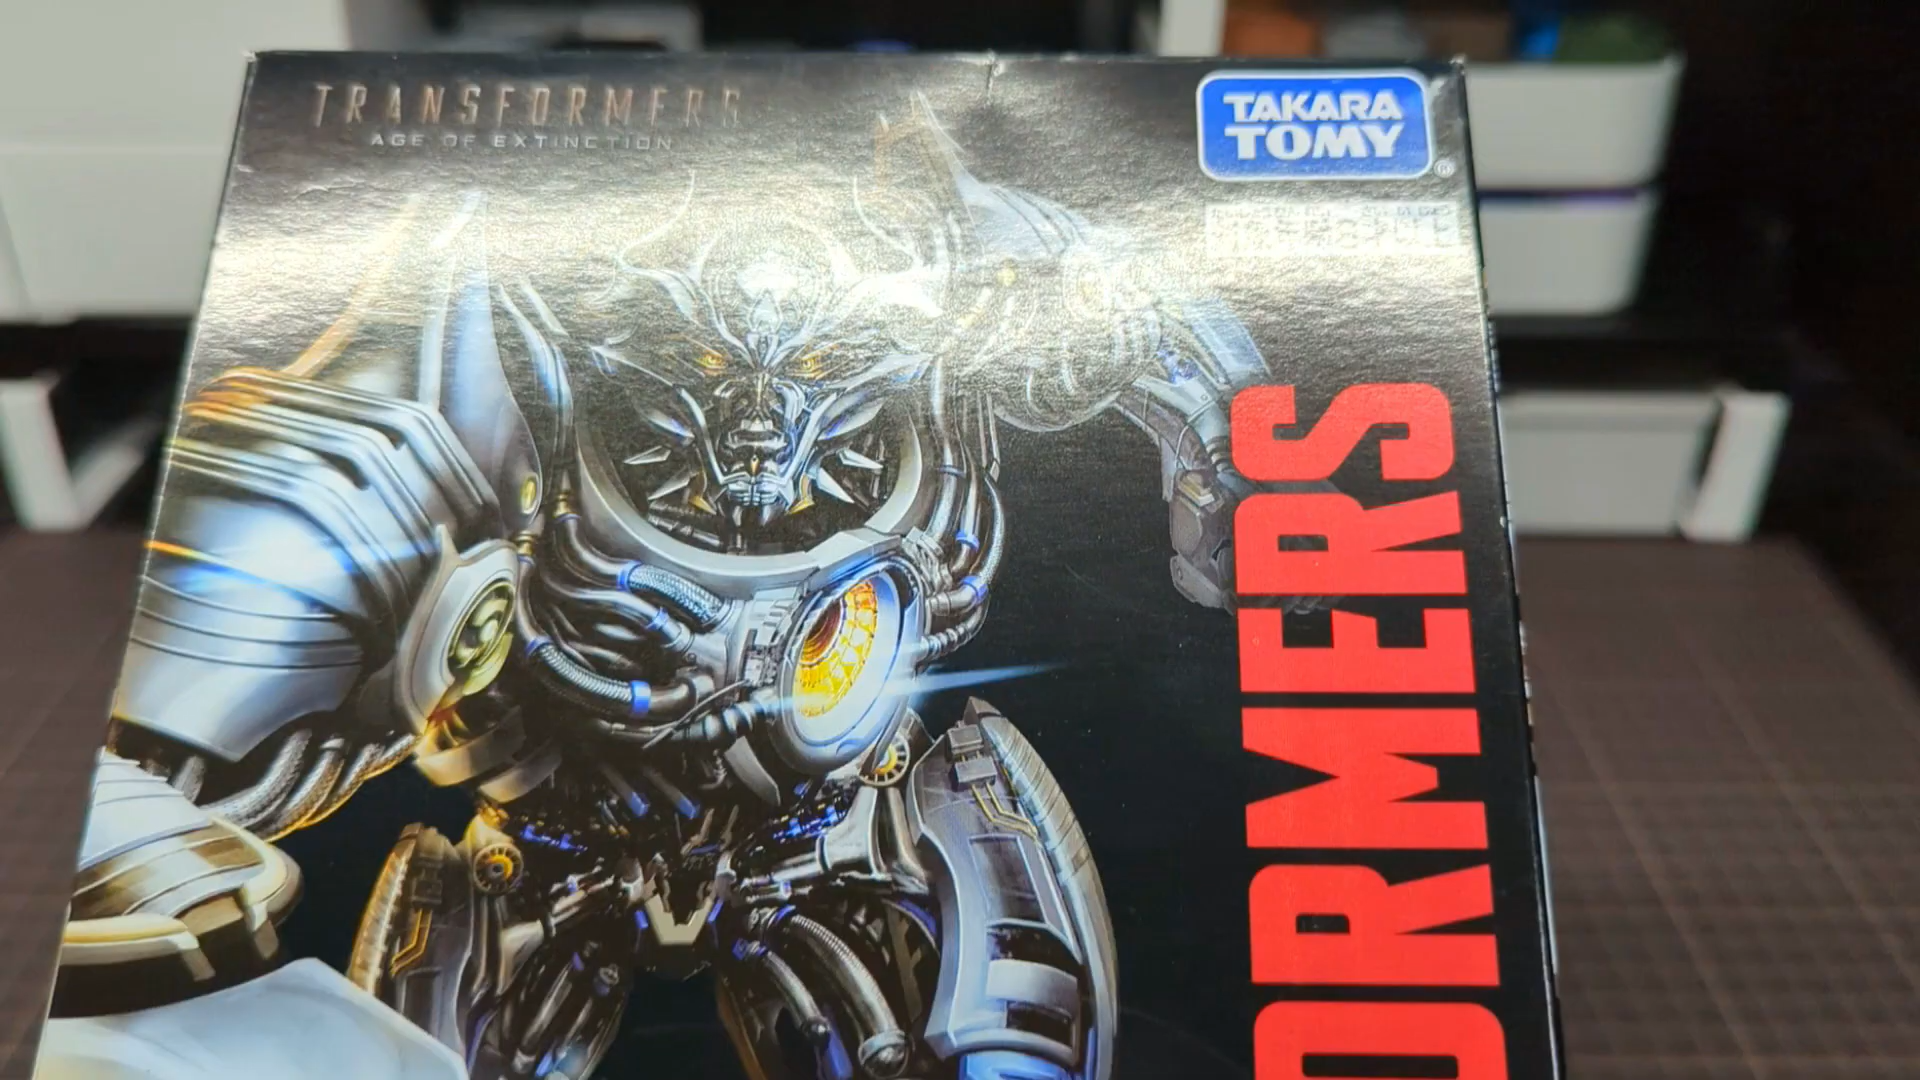 TRANSFORMERS
AGE OF EXTINCTION
TAKARA
TOMY
®
ORMERS